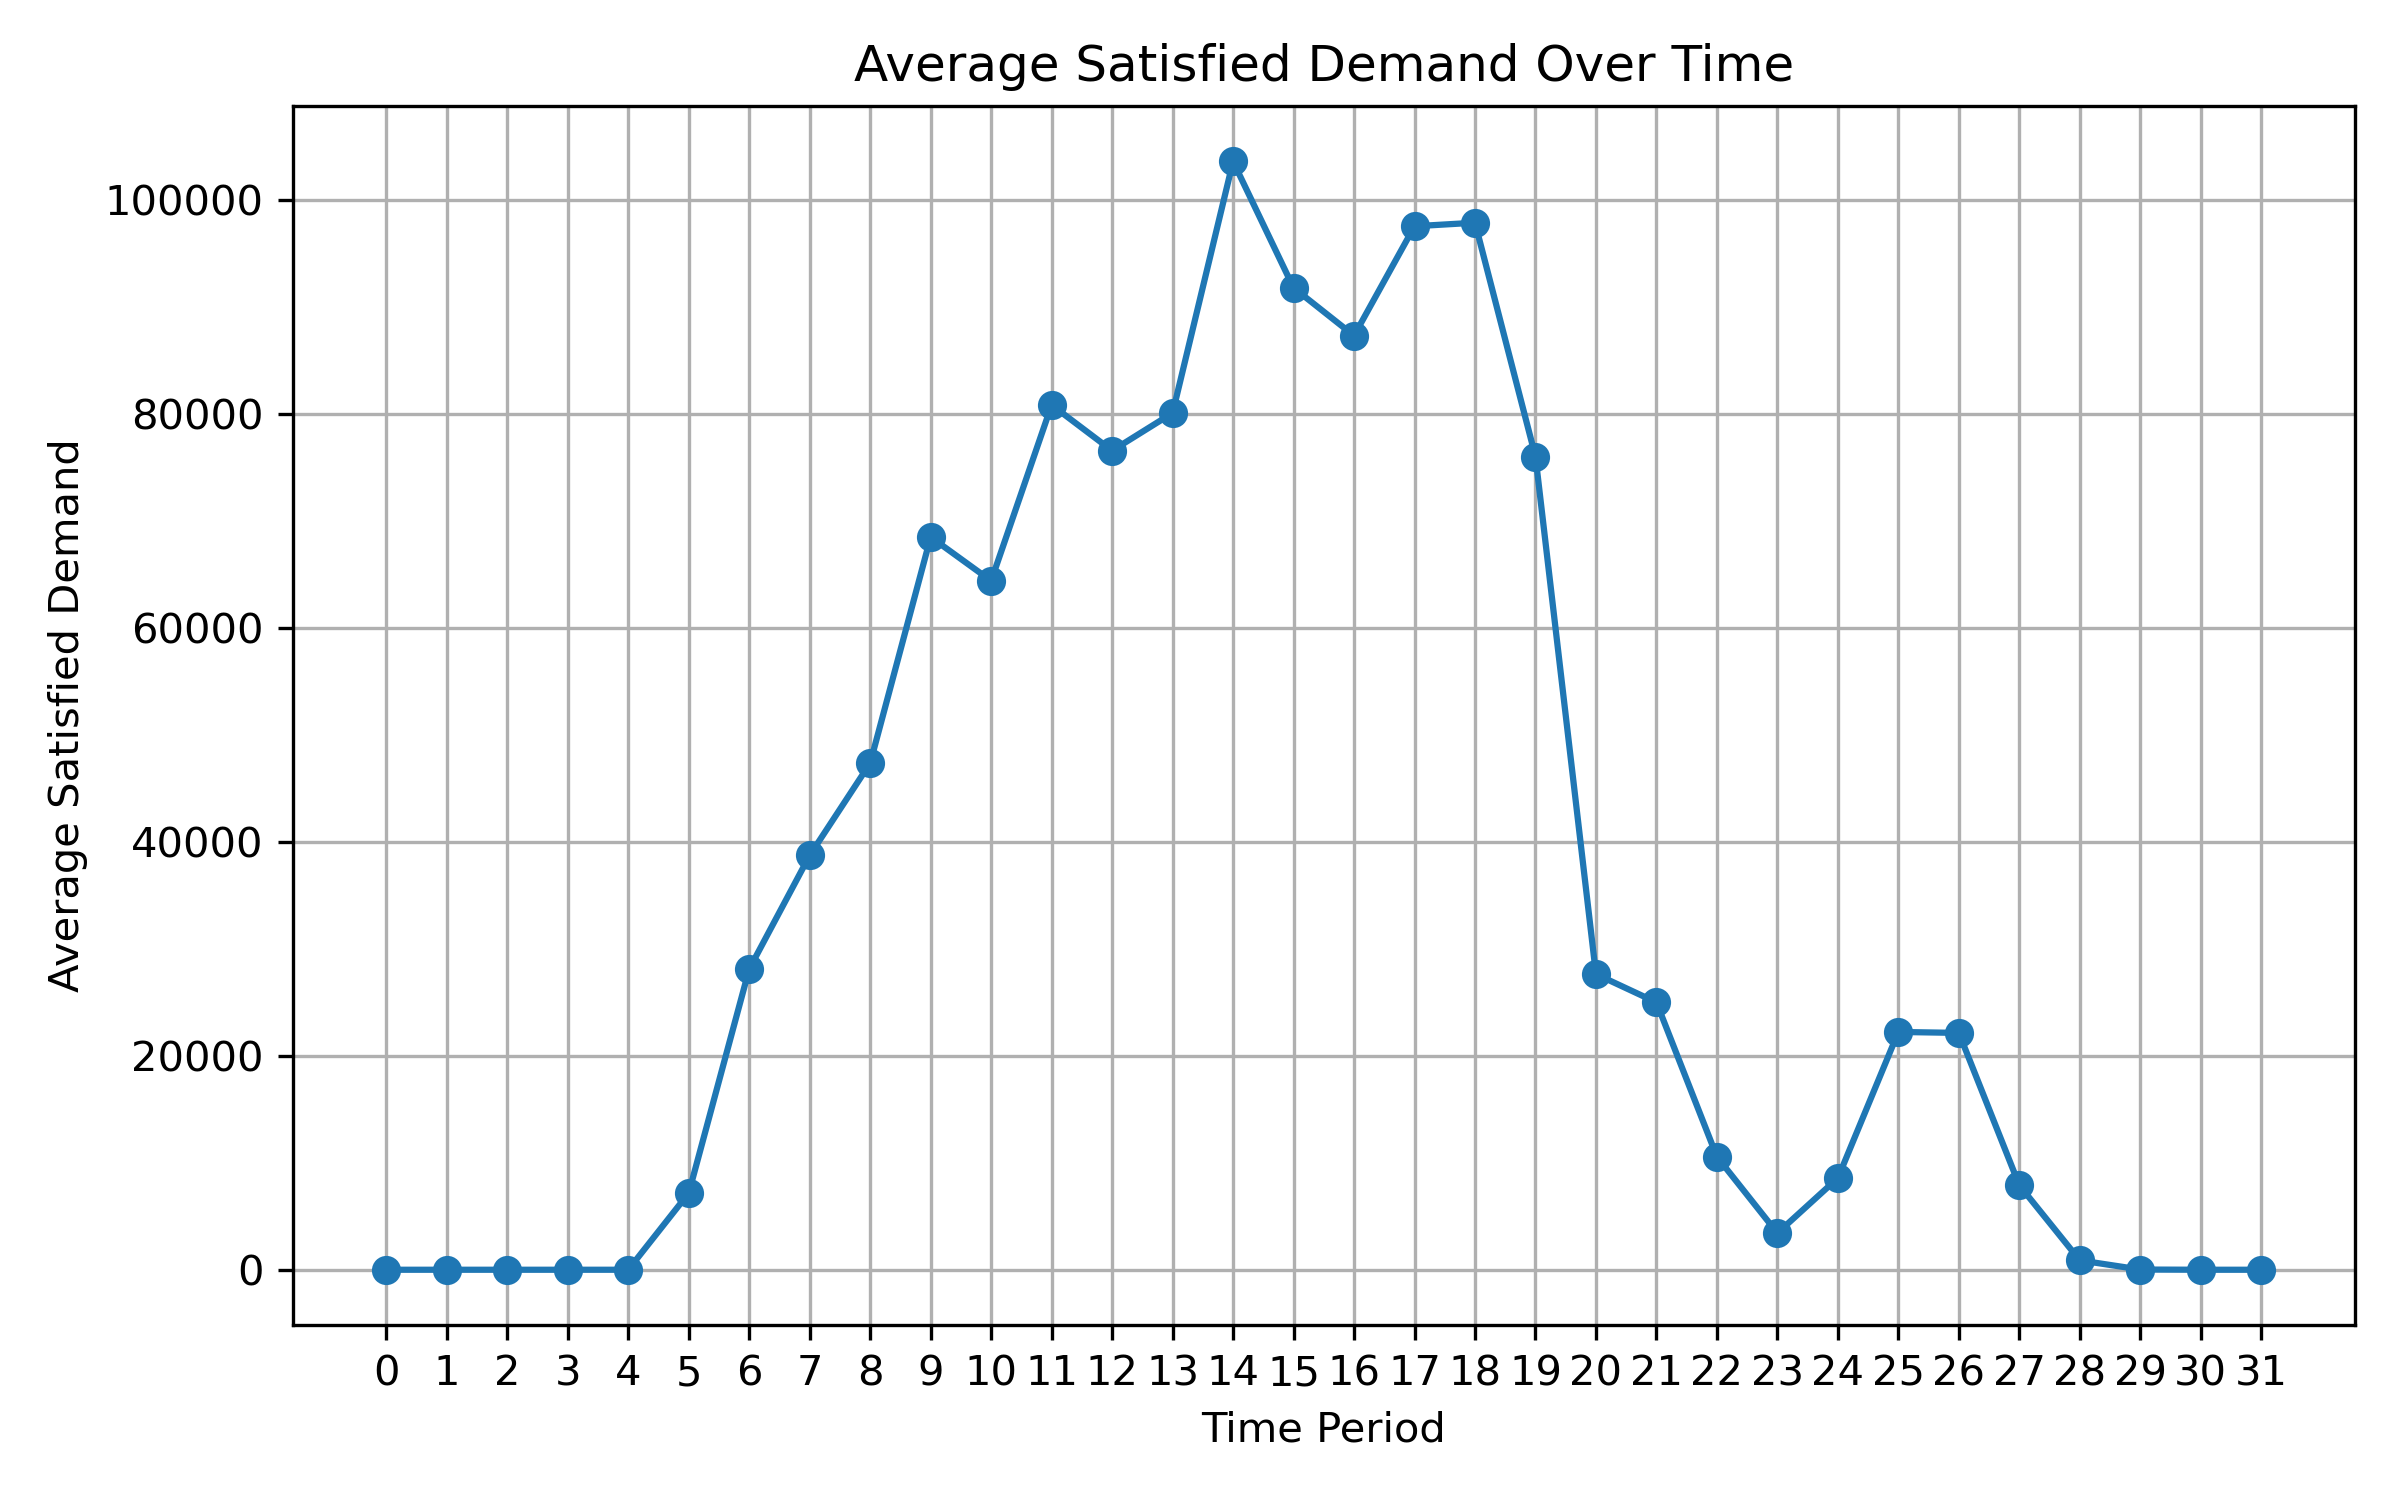 Average Satisfied Demand Over Time
Average Satisfied Demand
100000
80000
60000
40000
20000
0
0 1 2 3 4 5 6 7 8 9 10 11 12 13 14 15 16 17 18 19 20 21 22 23 24 25 26 27 28 29 30 31
Time Period